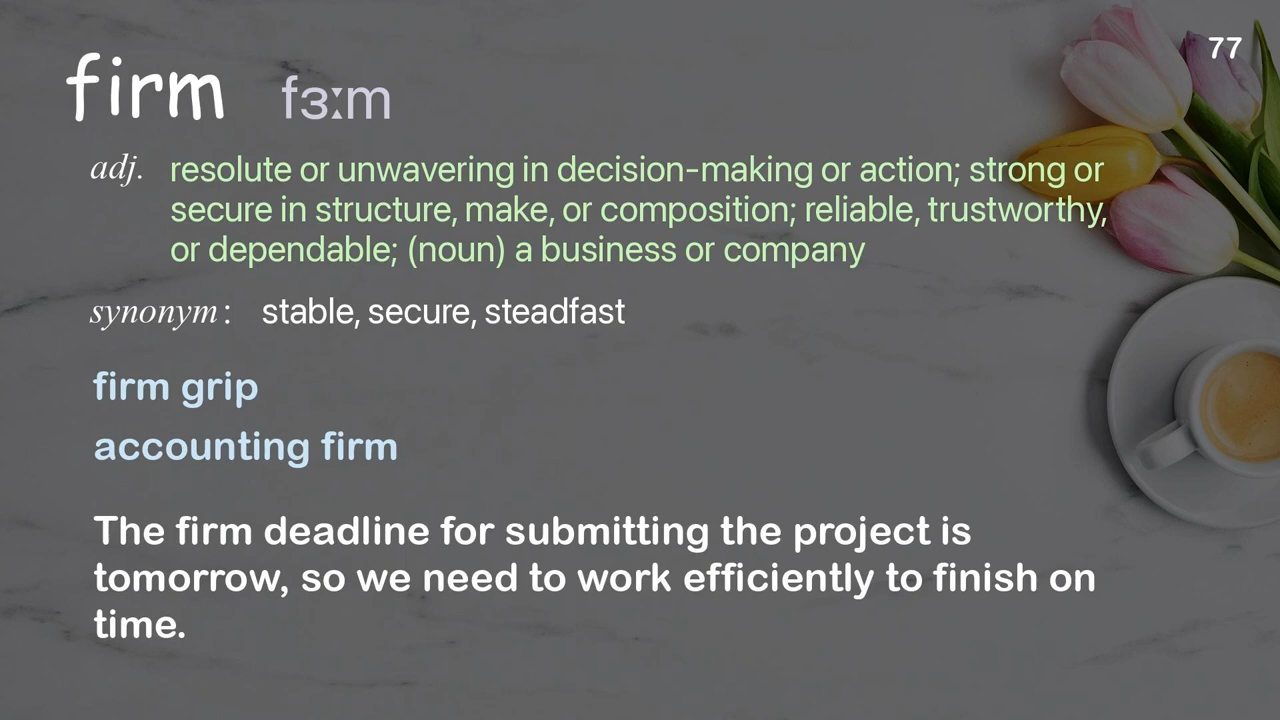 77
firm fɜːm
adj. resolute or unwavering in decision-making or action; strong or
secure in structure, make, or composition; reliable, trustworthy,
or dependable; (noun) a business or company
synonym : stable, secure, steadfast
firm grip
accounting firm
The firm deadline for submitting the project is
tomorrow, so we need to work efficiently to finish on
time.